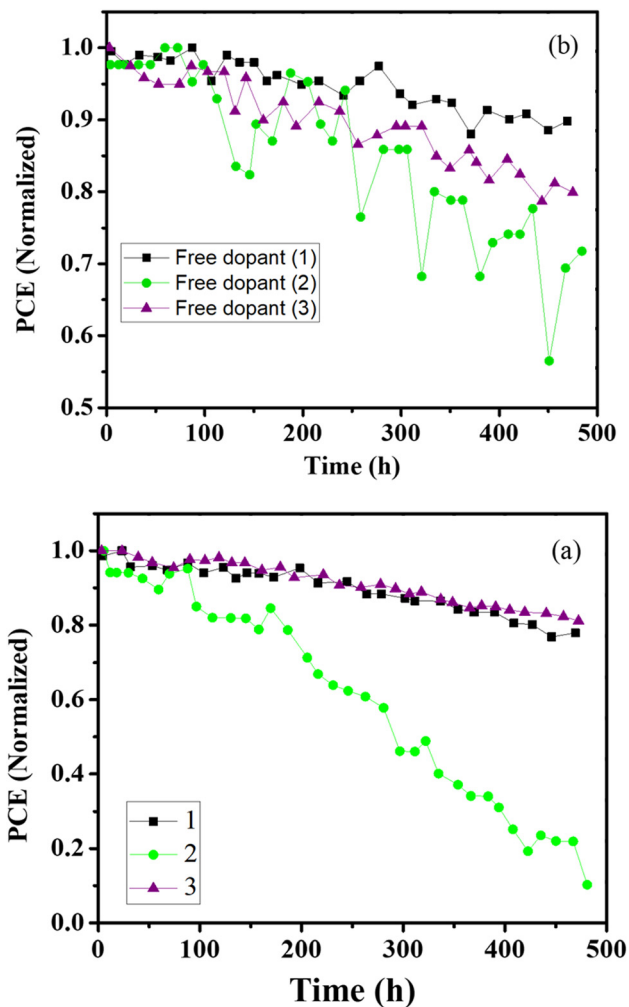 (b)
PCE (Normalized)
1.0
0.9
0.8
0.7
0.6
0.5
Free dopant (1)
Free dopant (2)
Free dopant (3)
0 100 200 300 400 500
Time (h)
(a)
PCE (Normalized)
1.0
0.8
0.6
0.4
0.2
0.0
1
2
3
0 100 200 300 400 500
Time (h)